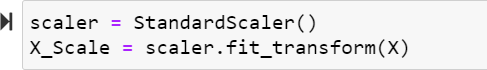 scaler = StandardScaler()
X_Scale = scaler.fit_transform(X)